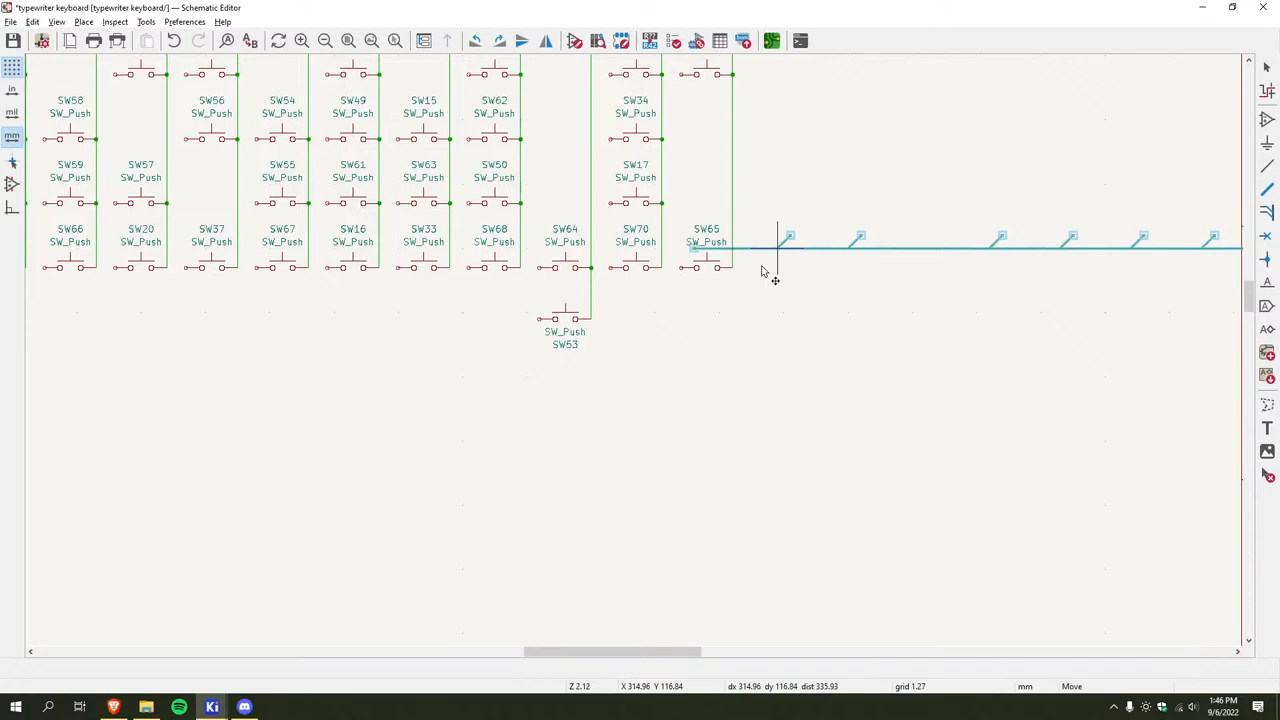 *typewriter keyboard [typewriter keyboard/] — Schematic Editor
File Edit View Place Inspect Tools Preferences Help
in
mil
mm
SW58 SW56 SW54 SW49 SW15 SW62 SW34
SW_Push SW_Push SW_Push SW_Push SW_Push SW_Push SW_Push
SW59 SW57 SW55 SW61 SW63 SW50 SW17
SW_Push SW_Push SW_Push SW_Push SW_Push SW_Push SW_Push
SW66 SW20 SW37 SW67 SW16 SW33 SW68 SW64 SW70 SW65
SW_Push SW_Push SW_Push SW_Push SW_Push SW_Push SW_Push SW_Push SW_Push SW_Push
SW_Push
SW53
Z 2.12 X 314.96 Y 116.84 dx 314.96 dy 116.84 dist 335.93 grid 1.27 mm Move
Ki
1:46 PM
9/6/2022